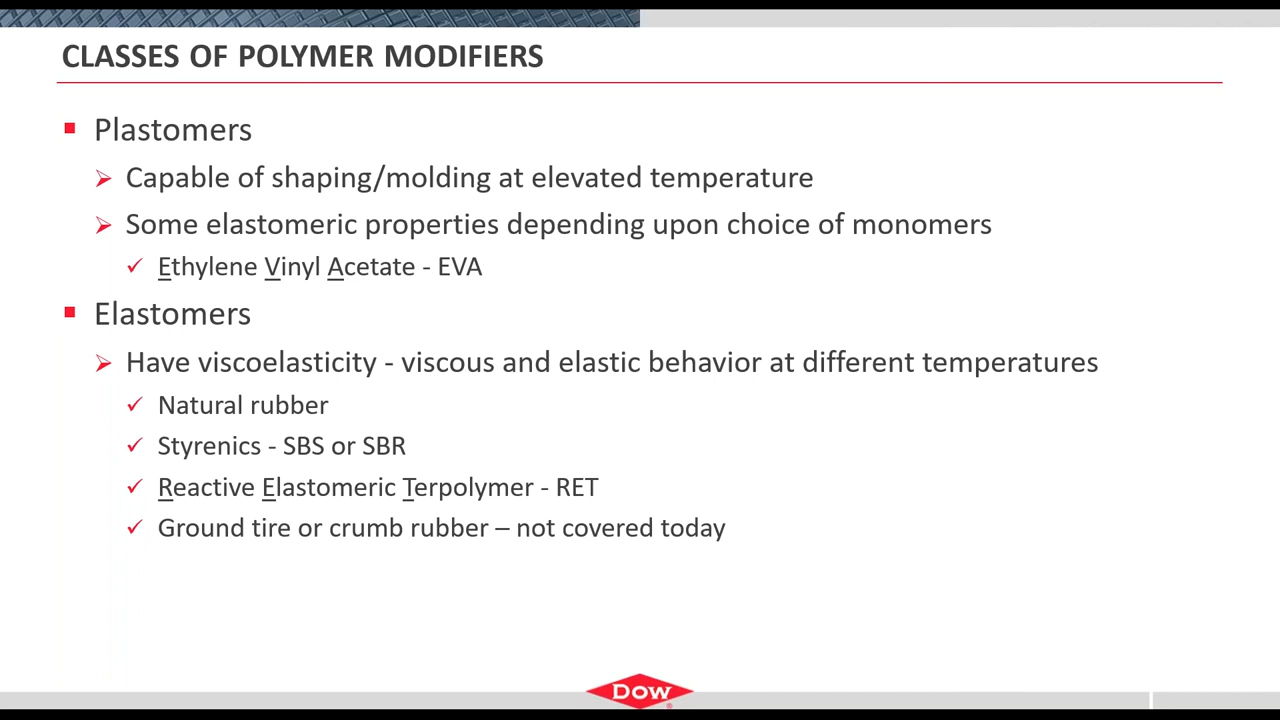 CLASSES OF POLYMER MODIFIERS
Plastomers
Capable of shaping/molding at elevated temperature
Some elastomeric properties depending upon choice of monomers
Ethylene Vinyl Acetate - EVA
Elastomers
Have viscoelasticity - viscous and elastic behavior at different temperatures
Natural rubber
Styrenics - SBS or SBR
Reactive Elastomeric Terpolymer - RET
Ground tire or crumb rubber – not covered today
DOW